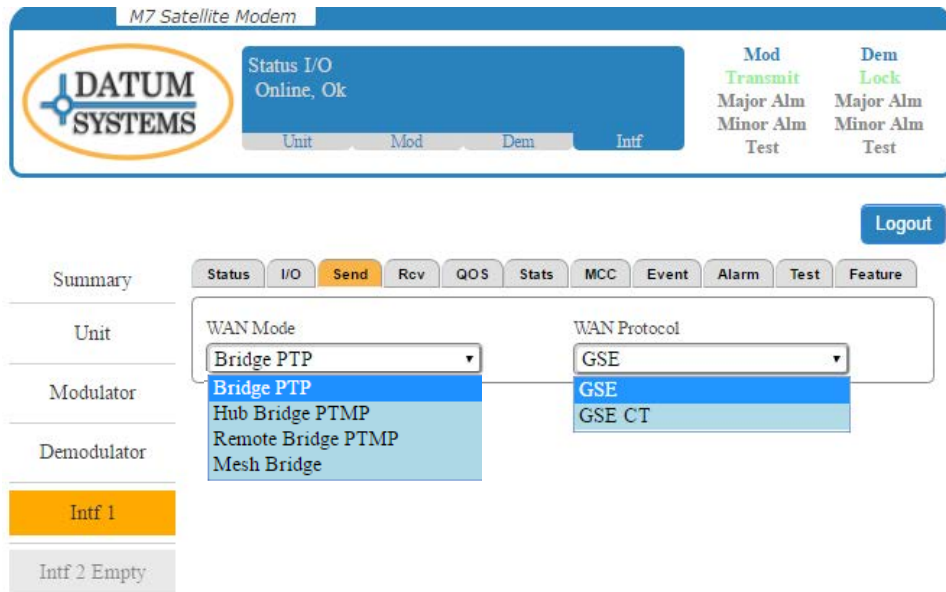 M7 Satellite Modem
DATUM
SYSTEMS
Status I/O
Online, Ok
Unit Mod Dem Intf
Mod Dem
Transmit Lock
Major Alm Major Alm
Minor Alm Minor Alm
Test Test
Logout
Summary
Unit
Modulator
Demodulator
Intf 1
Intf 2 Empty
Status I/O Send Rcv QOS Stats MCC Event Alarm Test Feature
WAN Mode
Bridge PTP
Bridge PTP
Hub Bridge PTMP
Remote Bridge PTMP
Mesh Bridge
WAN Protocol
GSE
GSE
GSE CT